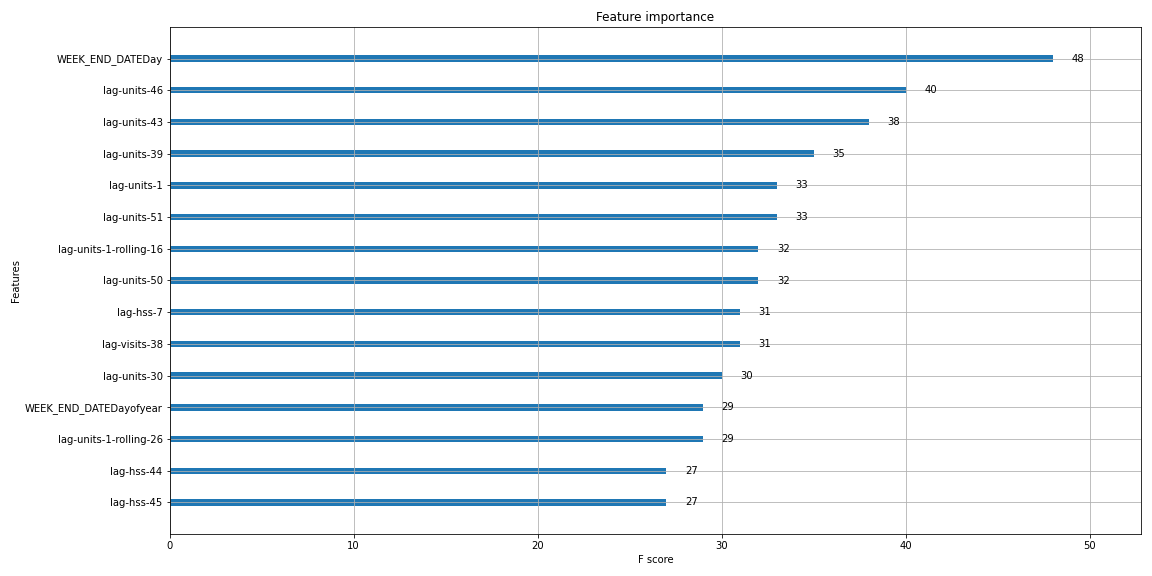 Feature importance
WEEK_END_DATEDay 48
lag-units-46 40
lag-units-43 38
lag-units-39 35
lag-units-1 33
lag-units-51 33
lag-units-1-rolling-16 32
lag-units-50 32
lag-hss-7 31
lag-visits-38 31
lag-units-30 30
WEEK_END_DATEDayofyear 29
lag-units-1-rolling-26 29
lag-hss-44 27
lag-hss-45 27
Features
0 10 20 30 40 50
F score